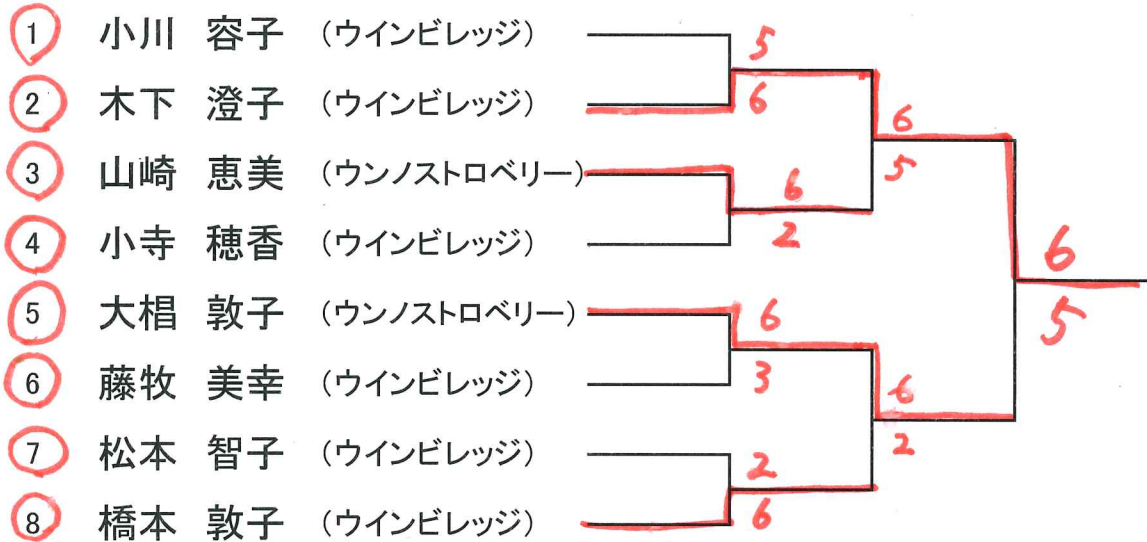 1 小川 容子 (ウインビレッジ) 5
2 木下 澄子 (ウインビレッジ) 6
6
3 山崎 恵美 (ウンノストロベリー) 6
5
4 小寺 穂香 (ウインビレッジ) 2
6
5 大椙 敦子 (ウンノストロベリー) 6
5
6 藤牧 美幸 (ウインビレッジ) 3
6
7 松本 智子 (ウインビレッジ) 2
2
8 橋本 敦子 (ウインビレッジ) 6